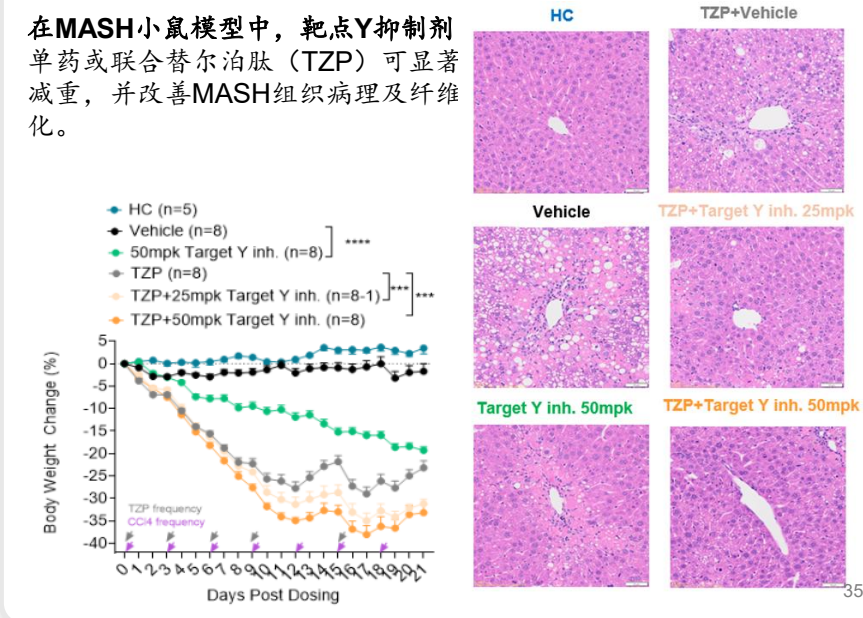 在MASH小鼠模型中，靶点Y抑制剂
单药或联合替尔泊肽（TZP）可显著
减重，并改善MASH组织病理及纤维
化。
HC (n=5)
Vehicle (n=8)
50mpk Target Y inh. (n=8)
****
TZP (n=8)
TZP+25mpk Target Y inh. (n=8-1)
***
***
TZP+50mpk Target Y inh. (n=8)
Body Weight Change (%)
5
0
-5
-10
-15
-20
-25
-30
-35
-40
TZP frequency
CCl4 frequency
0 1 2 3 4 5 6 7 8 9 10 11 12 13 14 15 16 17 18 19 20 21
Days Post Dosing
HC
TZP+Vehicle
Vehicle
TZP+Target Y inh. 25mpk
Target Y inh. 50mpk
TZP+Target Y inh. 50mpk
35